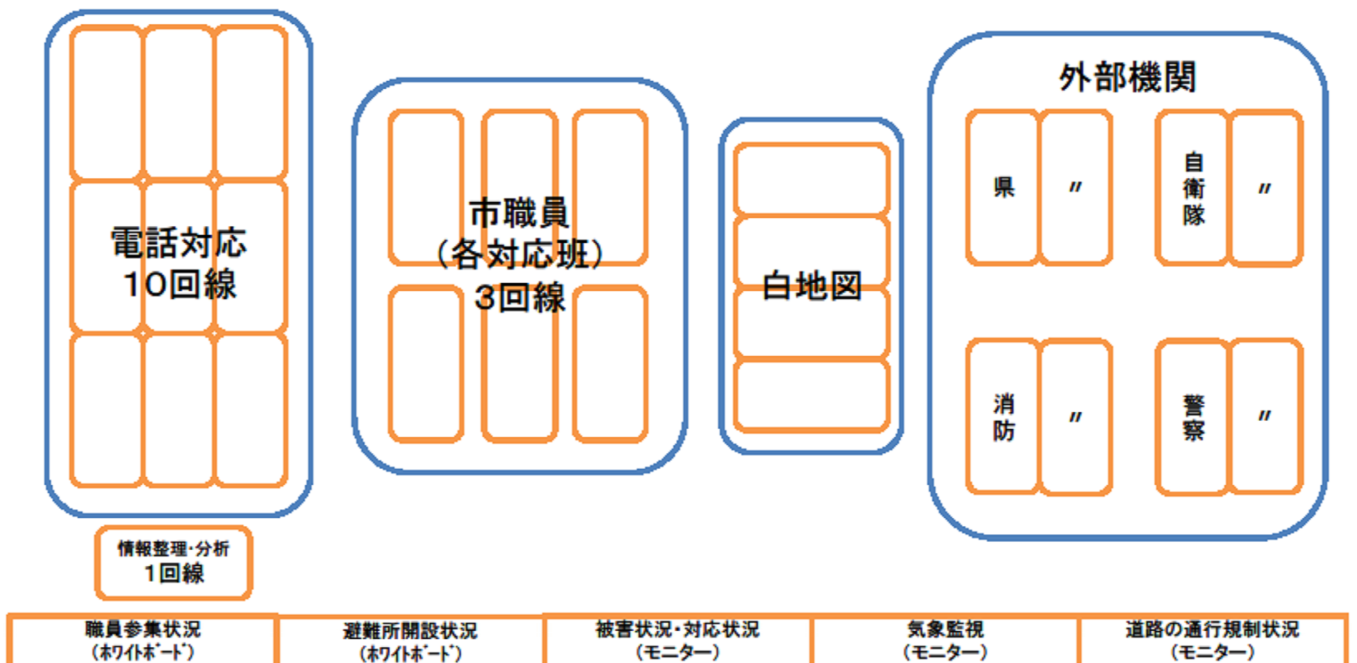 電話対応
10回線
市職員
（各対応班）
3回線
白地図
外部機関
県
〃
自衛隊
〃
消防
〃
警察
〃
情報整理・分析
1回線
職員参集状況
（ﾎﾜｲﾄﾎﾞｰﾄﾞ）
避難所開設状況
（ﾎﾜｲﾄﾎﾞｰﾄﾞ）
被害状況・対応状況
（モニター）
気象監視
（モニター）
道路の通行規制状況
（モニター）